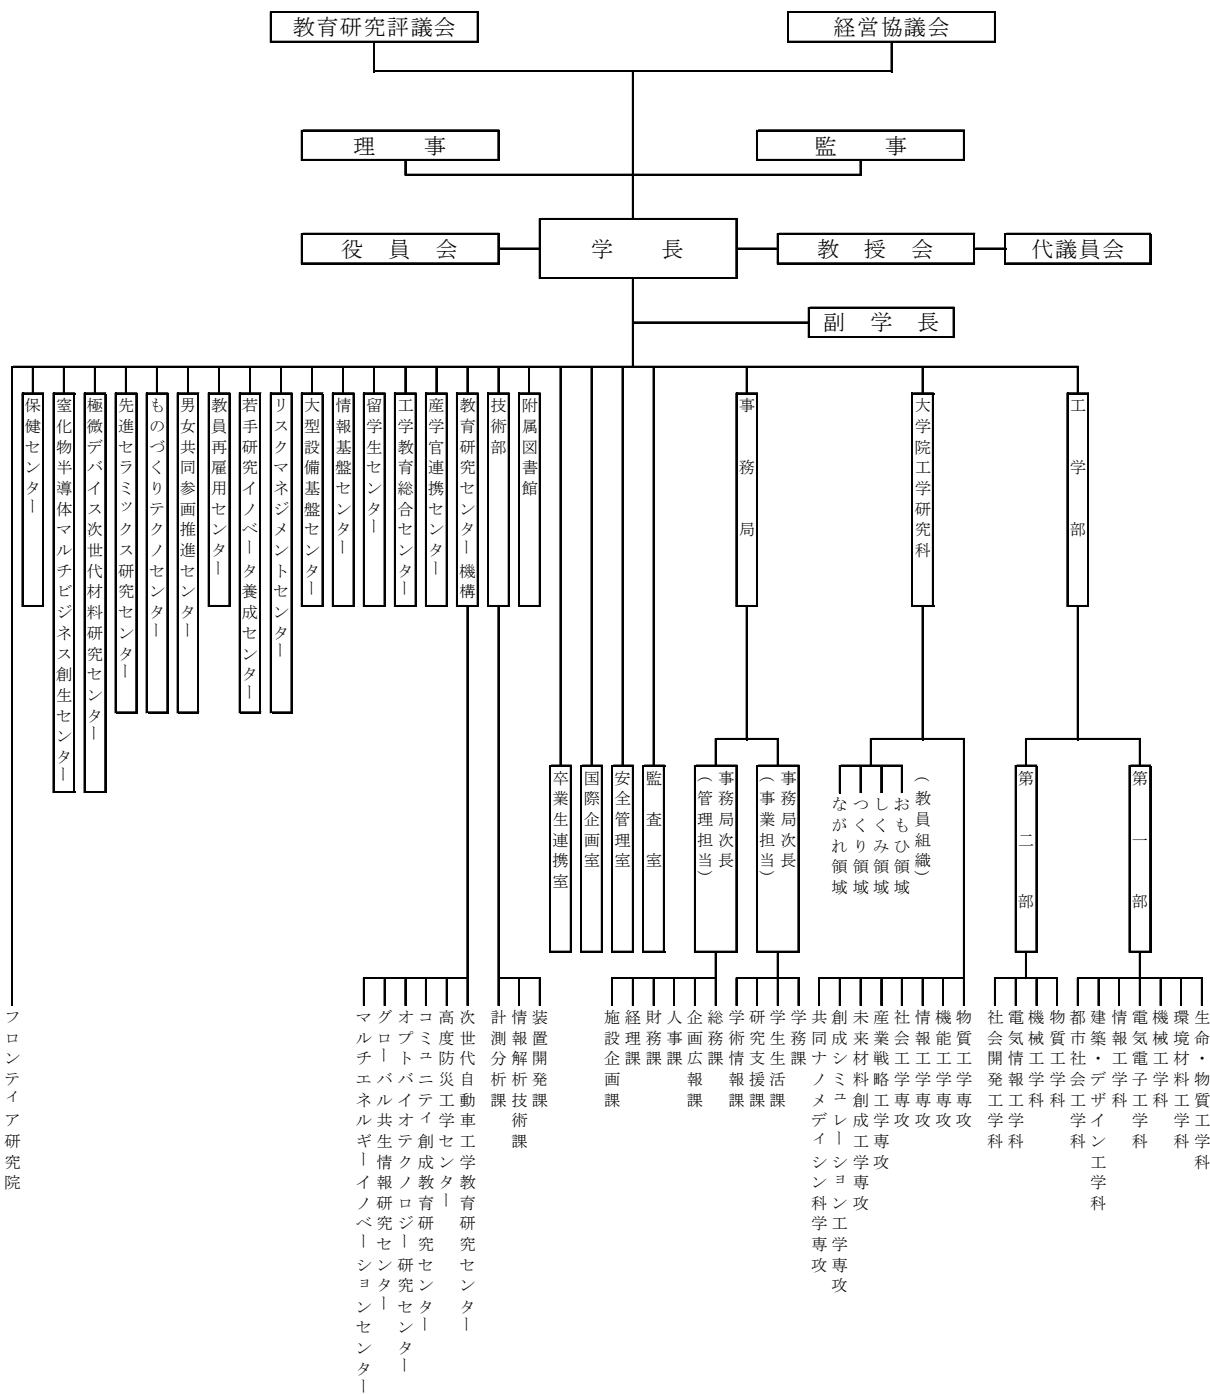 教育研究評議会
経営協議会
理事
監事
役員会
学長
教授会
代議員会
副学長
工学部
大学院工学研究科
事務局
附属図書館
技術部
教育研究センター機構
産学官連携センター
工学教育総合センター
留学生センター
情報基盤センター
大型設備基盤センター
リスクマネジメントセンター
若手研究イノベータ養成センター
教員再雇用センター
男女共同参画推進センター
ものづくりテクノセンター
先進セラミックス研究センター
極微デバイス次世代材料研究センター
窒化物半導体マルチビジネス創生センター
保健センター
第一部
第二部
(教員組織)
おもひ領域
しくみ領域
つくり領域
ながれ領域
事務局次長
(事業担当)
事務局次長
(管理担当)
監査室
安全管理室
国際企画室
卒業生連携室
生命・物質工学科
環境材料工学科
機械工学科
電気電子工学科
情報工学科
建築・デザイン工学科
都市社会工学科
物質工学科
機械工学科
電気情報工学科
社会開発工学科
物質工学専攻
機能工学専攻
情報工学専攻
社会工学専攻
産業戦略工学専攻
未来材料創成工学専攻
創成シミュレーション工学専攻
共同ナノメディシン科学専攻
学務課
学生生活課
研究支援課
学術情報課
総務課
企画広報課
人事課
財務課
経理課
施設企画課
装置開発課
情報解析技術課
計測分析課
次世代自動車工学教育研究センター
高度防災工学センター
コミュニティ創成教育研究センター
オプトバイオテクノロジー研究センター
グローバル共生情報研究センター
マルチエネルギーイノベーションセンター
フロンティア研究院